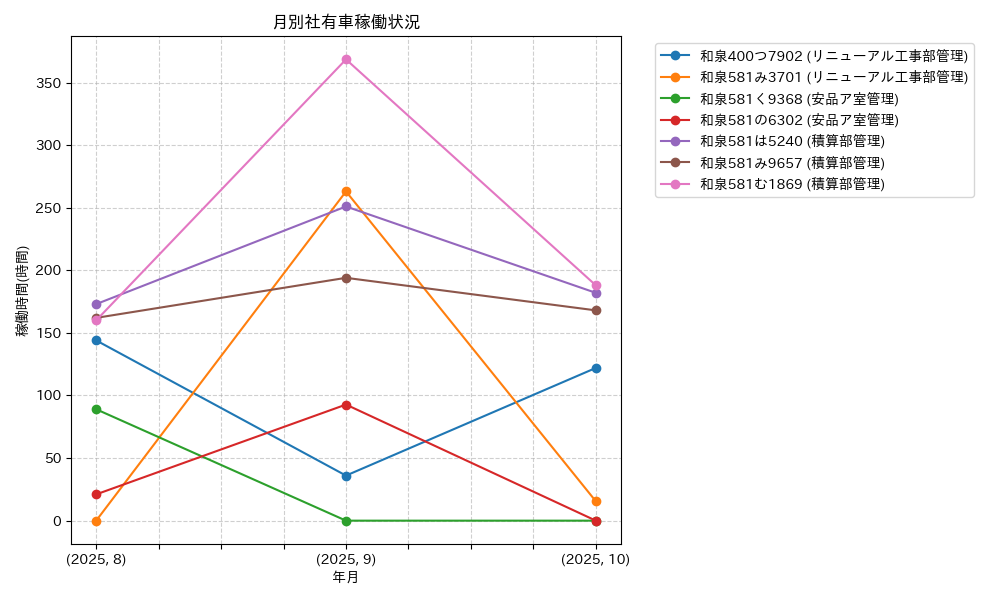 月別社有車稼働状況
和泉400つ7902 (リニューアル工事部管理)
和泉581み3701 (リニューアル工事部管理)
和泉581く9368 (安品ア室管理)
和泉581の6302 (安品ア室管理)
和泉581は5240 (積算部管理)
和泉581み9657 (積算部管理)
和泉581む1869 (積算部管理)
稼働時間(時間)
350
300
250
200
150
100
50
0
(2025, 8) (2025, 9) (2025, 10)
年月